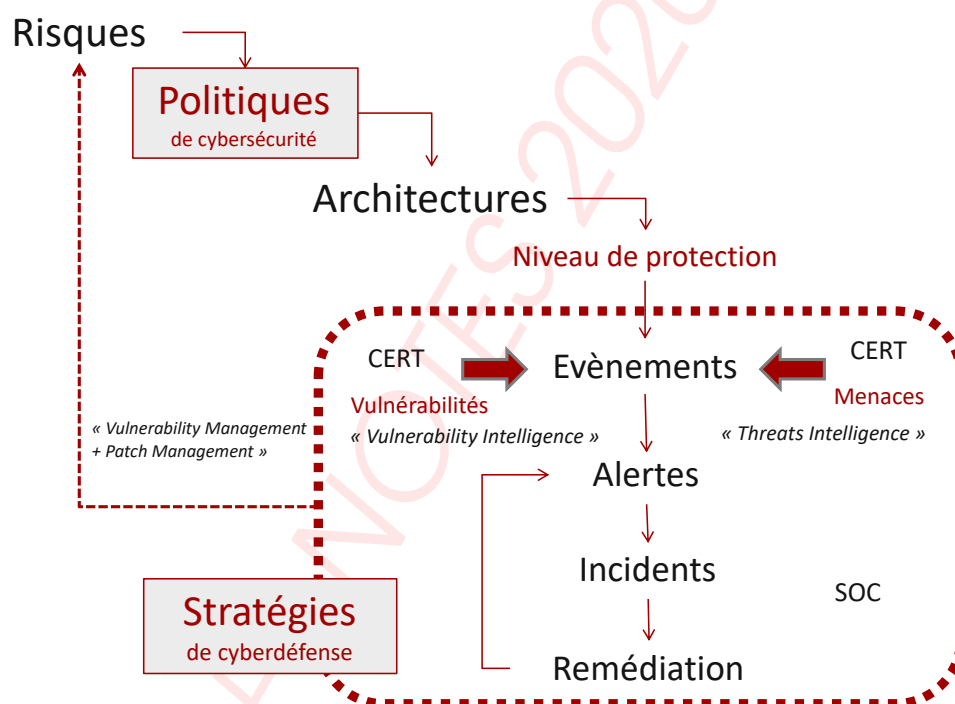 Risques
Politiques
de cybersécurité
Architectures
Niveau de protection
CERT
Evènements
CERT
Vulnérabilités
Menaces
« Vulnerability Management
+ Patch Management »
« Vulnerability Intelligence »
« Threats Intelligence »
Alertes
Incidents
SOC
Stratégies
de cyberdéfense
Remédiation